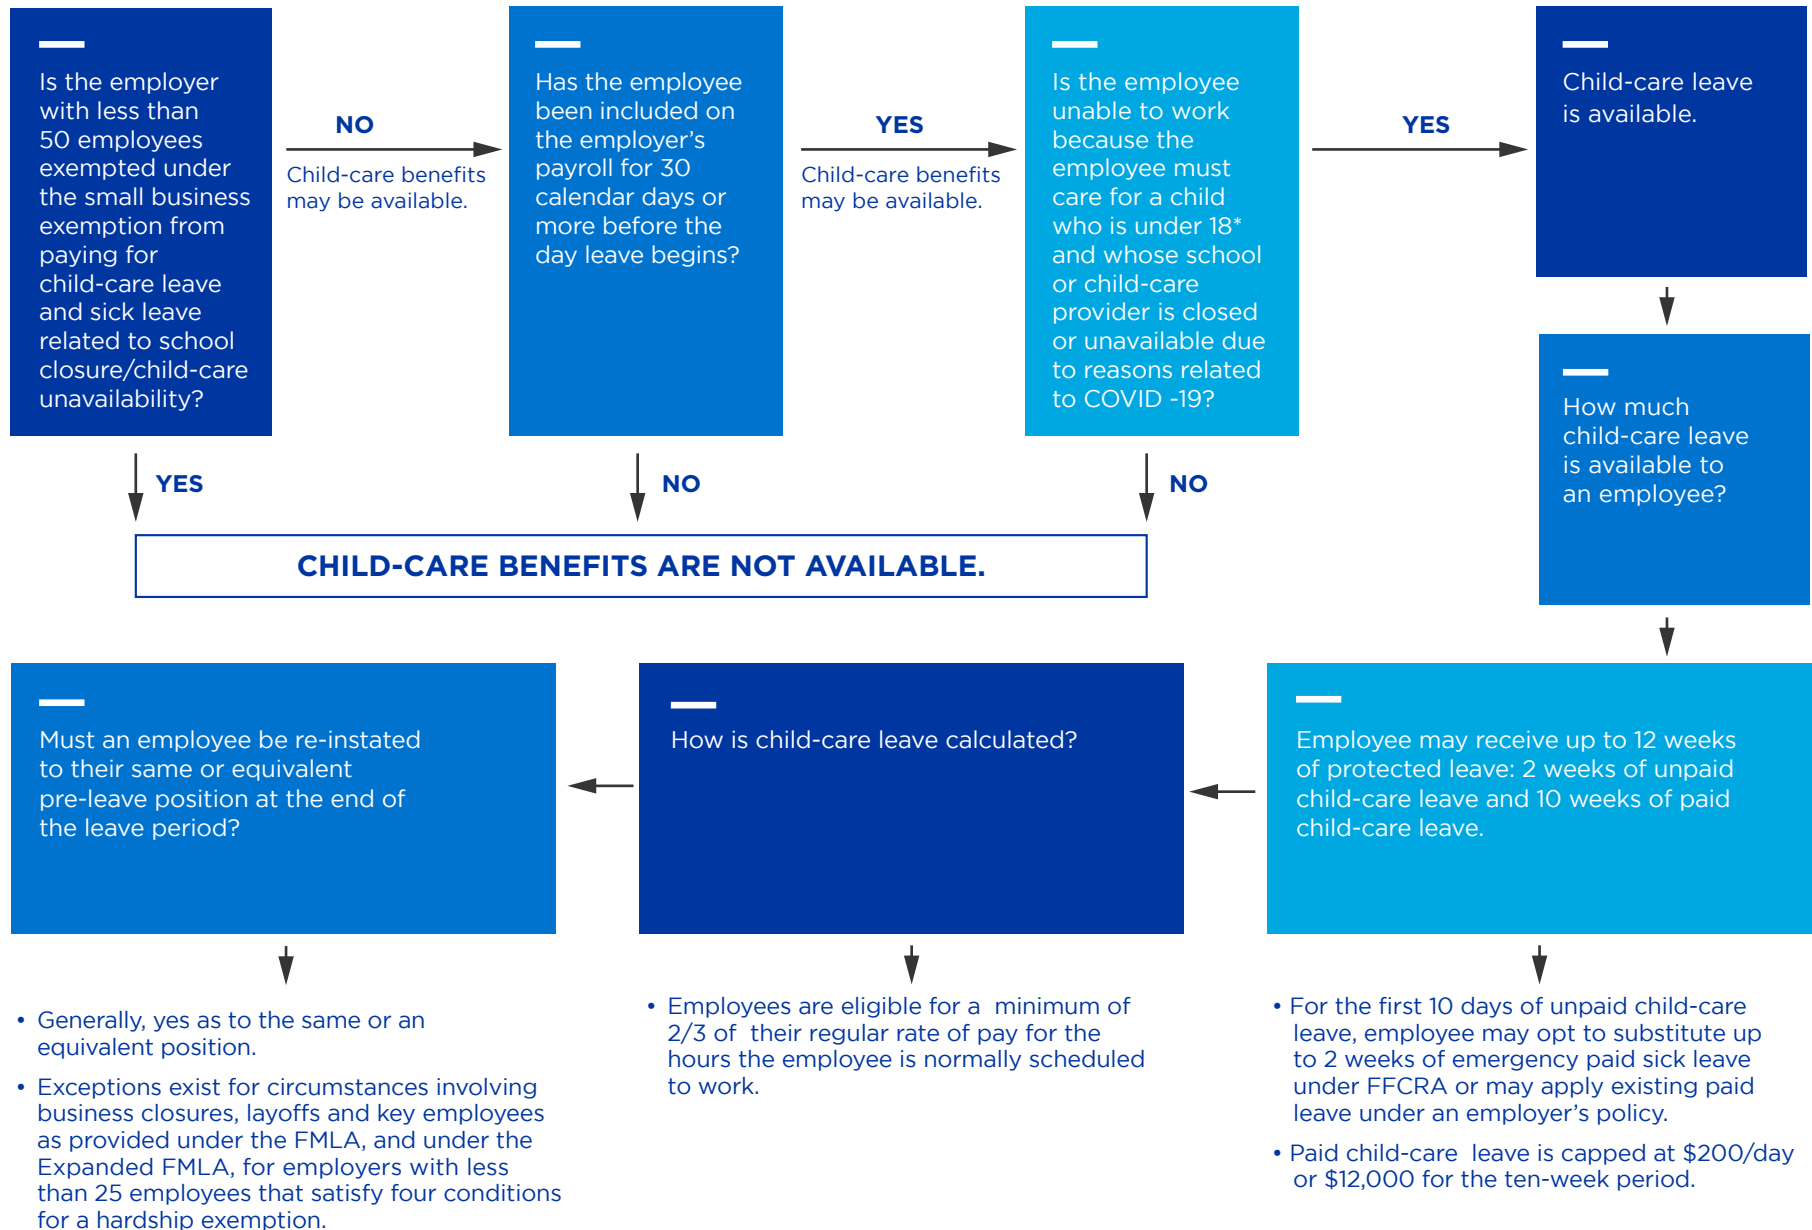 Is the employer
with less than
50 employees
exempted under
the small business
exemption from
paying for
child-care leave
and sick leave
related to school
closure/child-care
unavailability?
NO
Child-care benefits
may be available.
Has the employee
been included on
the employer's
payroll for 30
calendar days or
more before the
day leave begins?
YES
Child-care benefits
may be available.
Is the employee
unable to work
because the
employee must
care for a child
who is under 18*
and whose school
or child-care
provider is closed
or unavailable due
to reasons related
to COVID -19?
YES
Child-care leave
is available.
YES
NO
NO
CHILD-CARE BENEFITS ARE NOT AVAILABLE.
How much
child-care leave
is available to
an employee?
Employee may receive up to 12 weeks
of protected leave: 2 weeks of unpaid
child-care leave and 10 weeks of paid
child-care leave.
• For the first 10 days of unpaid child-care
leave, employee may opt to substitute up
to 2 weeks of emergency paid sick leave
under FFCRA or may apply existing paid
leave under an employer's policy.
• Paid child-care leave is capped at $200/day
or $12,000 for the ten-week period.
How is child-care leave calculated?
• Employees are eligible for a minimum of
2/3 of their regular rate of pay for the
hours the employee is normally scheduled
to work.
Must an employee be re-instated
to their same or equivalent
pre-leave position at the end of
the leave period?
• Generally, yes as to the same or an
equivalent position.
• Exceptions exist for circumstances involving
business closures, layoffs and key employees
as provided under the FMLA, and under the
Expanded FMLA, for employers with less
than 25 employees that satisfy four conditions
for a hardship exemption.